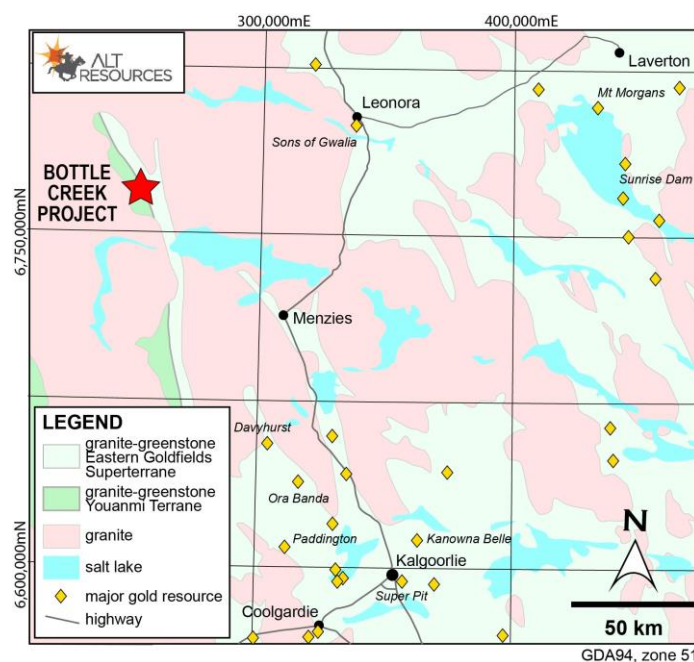 300,000mE
400,000mE
ALT
RESOURCES
Laverton
Leonora
Mt Morgans
Sons of Gwalia
BOTTLE
CREEK
PROJECT
Sunrise Dam
6,750,000mN
Menzies
LEGEND
granite-greenstone
Eastern Goldfields
Superterrane
granite-greenstone
Youanmi Terrane
granite
salt lake
major gold resource
highway
Davyhurst
Ora Banda
Paddington
Kanowna Belle
Kalgoorlie
Super Pit
Coolgardie
6,600,000mN
N
50 km
GDA94, zone 51